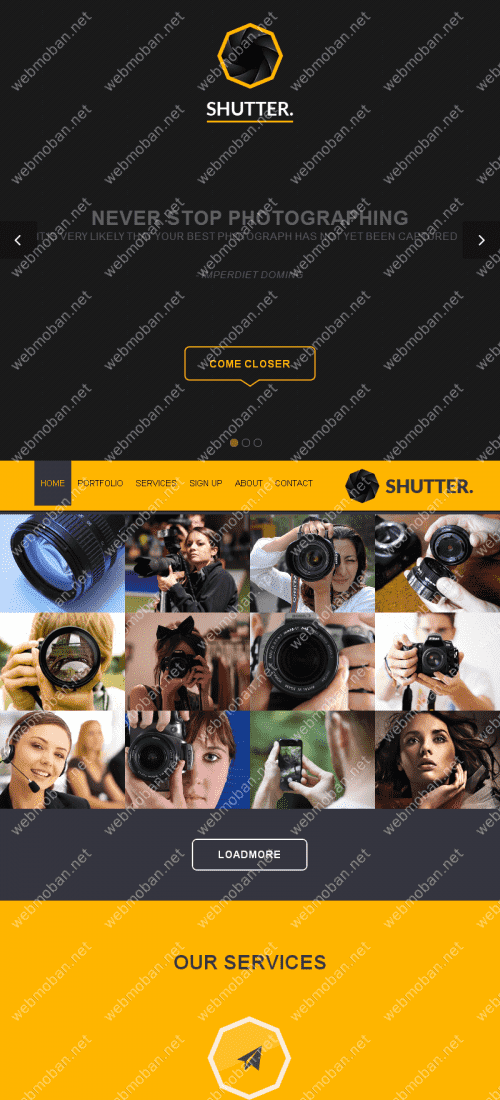 SHUTTER.
NEVER STOP PHOTOGRAPHING
IT IS VERY LIKELY THAT YOUR BEST PHOTOGRAPH HAS NOT YET BEEN CAPTURED
- IMPERDIET DOMING
COME CLOSER
HOME PORTFOLIO SERVICES SIGN UP ABOUT CONTACT SHUTTER.
LOADMORE
OUR SERVICES
webmoban.net